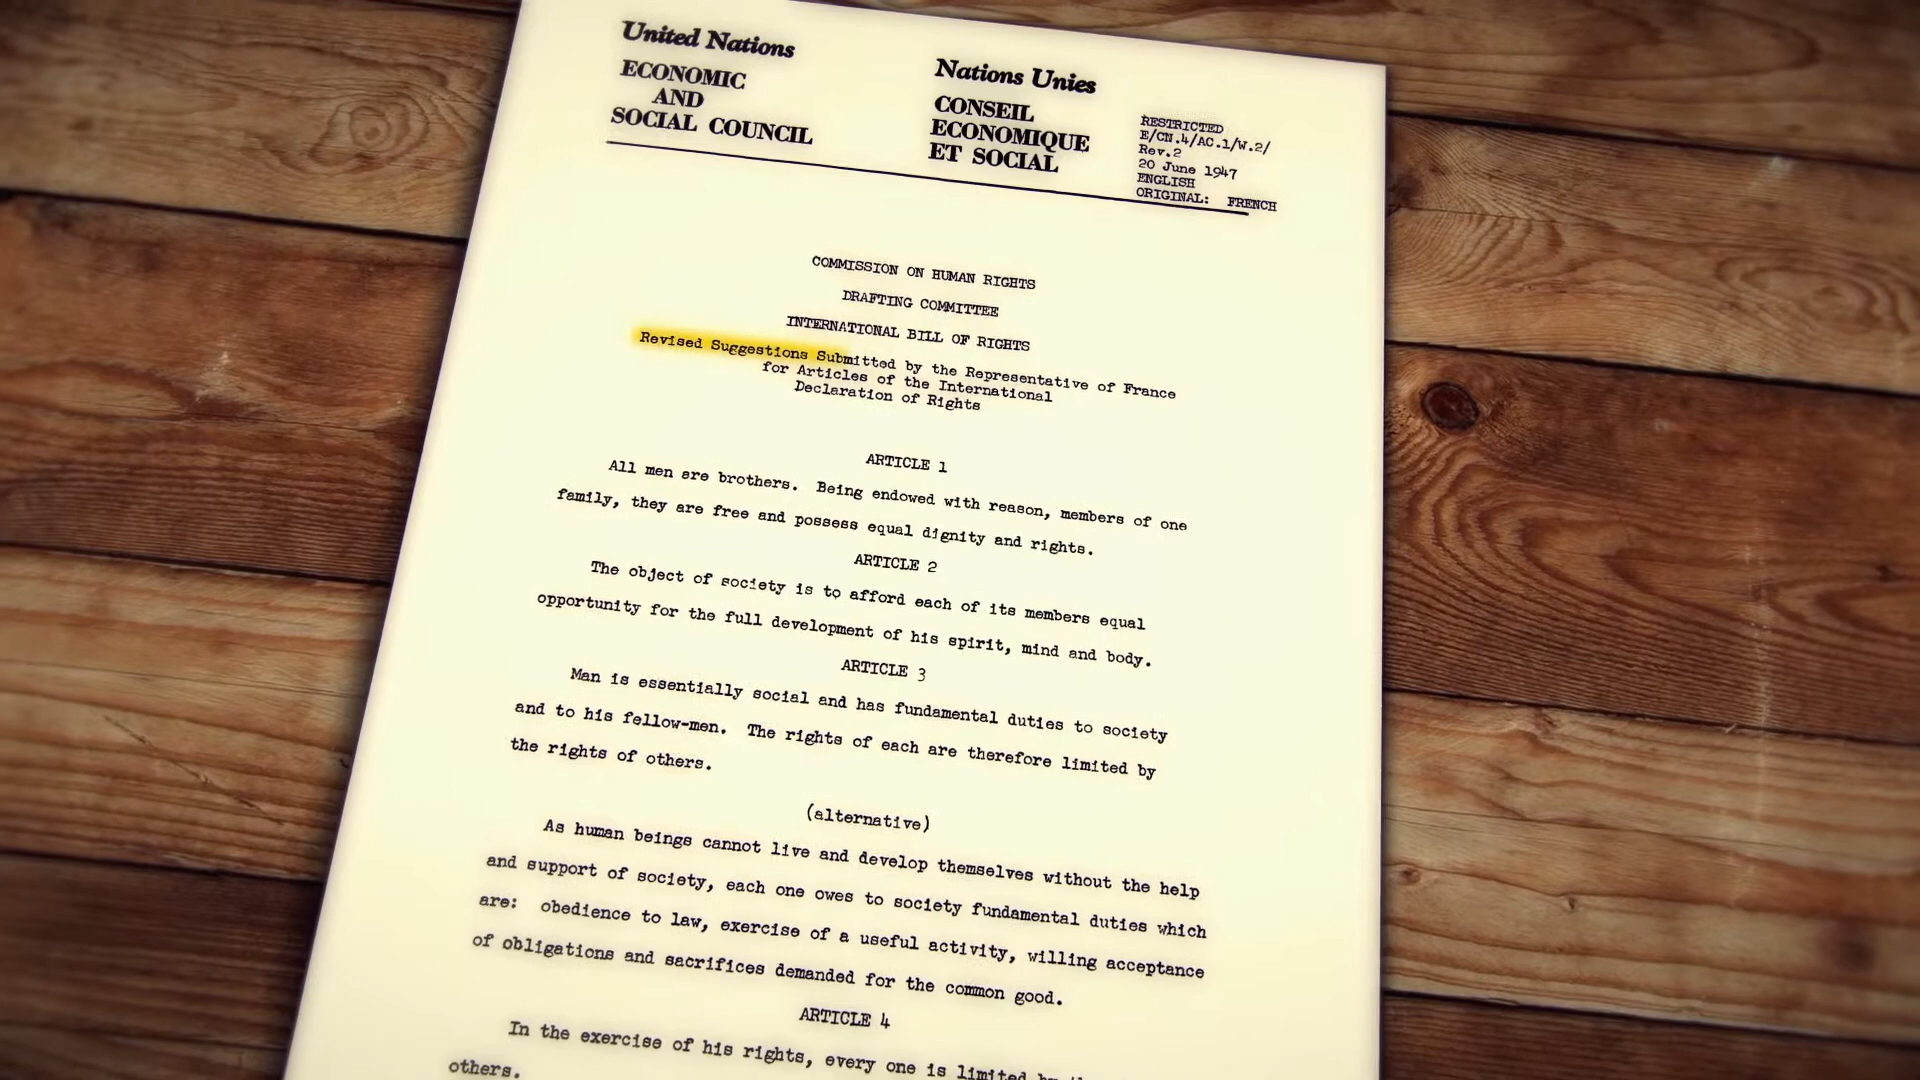 United Nations
ECONOMIC
AND
SOCIAL COUNCIL
Nations Unies
CONSEIL
ECONOMIQUE
ET SOCIAL
RESTRICTED
E/CN.4/AC.1/W.2/
Rev.2
20 June 1947
ENGLISH
ORIGINAL: FRENCH
COMMISSION ON HUMAN RIGHTS
DRAFTING COMMITTEE
INTERNATIONAL BILL OF RIGHTS
Revised Suggestions Submitted by the Representative of France
for Articles of the International
Declaration of Rights
ARTICLE 1
All men are brothers. Being endowed with reason, members of one
family, they are free and possess equal dignity and rights.
ARTICLE 2
The object of society is to afford each of its members equal
opportunity for the full development of his spirit, mind and body.
ARTICLE 3
Man is essentially social and has fundamental duties to society
and to his fellow-men. The rights of each are therefore limited by
the rights of others.
(alternative)
As human beings cannot live and develop themselves without the help
and support of society, each one owes to society fundamental duties which
are: obedience to law, exercise of a useful activity, willing acceptance
of obligations and sacrifices demanded for the common good.
ARTICLE 4
In the exercise of his rights, every one is limited
others.